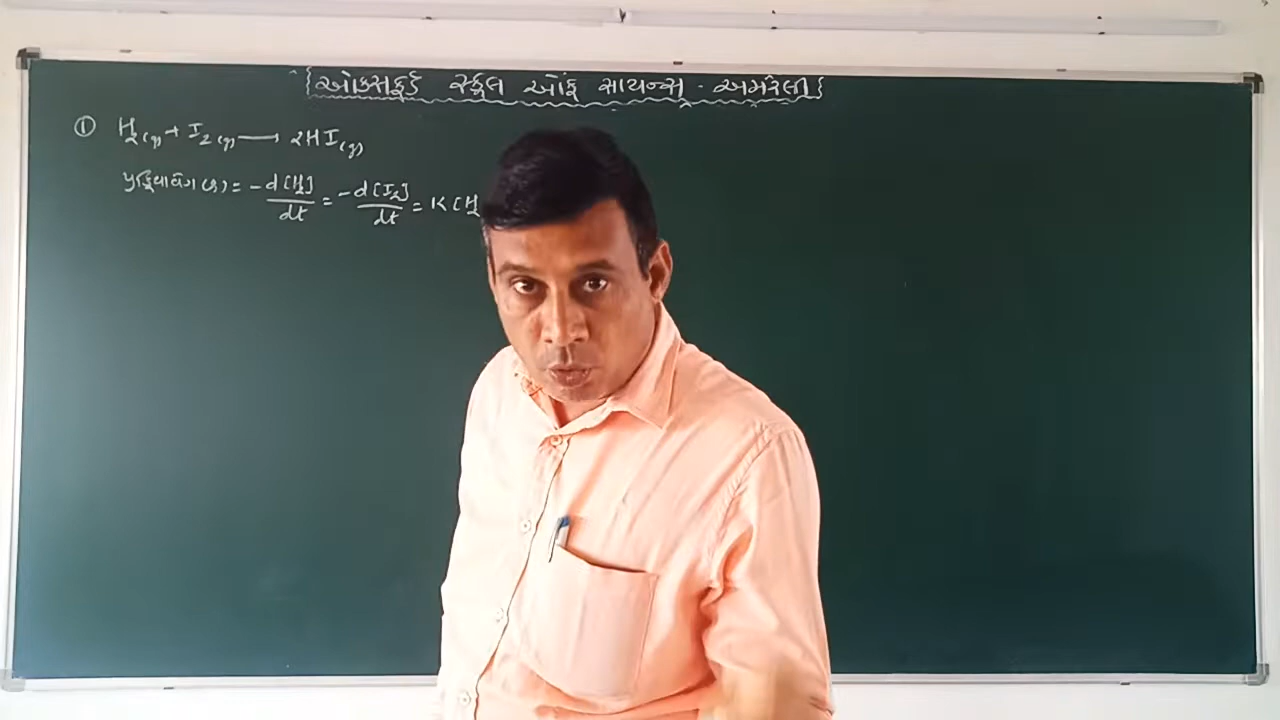 {ઓક્સફર્ડ સ્કુલ ઓફ સાયન્સ - અમરેલી}
① H₂(g) + I₂(g) ⟶ 2HI(g)
પ્રક્રિયાવેગ(r) = -d[H₂]/dt = -d[I₂]/dt = K[H₂